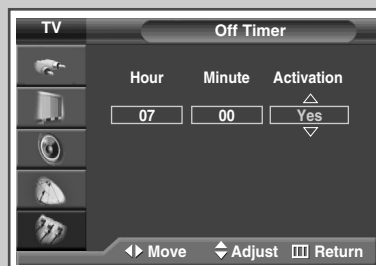 TV
Off Timer
Hour Minute Activation
07 00 Yes
Move Adjust Return